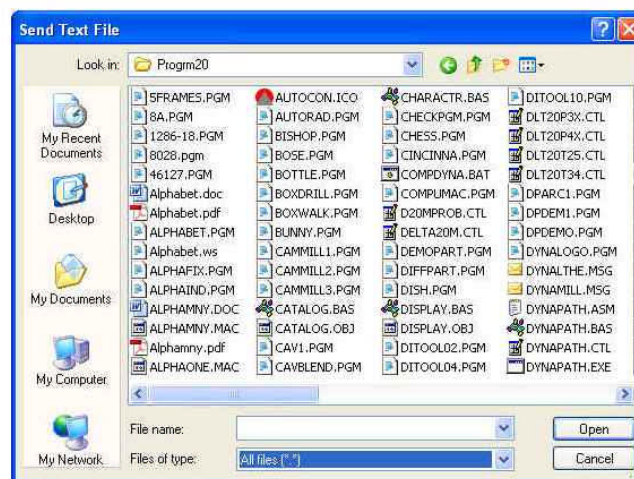 Send Text File
Look in: Progrm20
My Recent
Documents
Desktop
My Documents
My Computer
My Network
5FRAMES.PGM
8A.PGM
1286-18.PGM
8028.pgm
46127.PGM
Alphabet.doc
Alphabet.pdf
ALPHABET.PGM
Alphabet.ws
ALPHAFIX.PGM
ALPHAIND.PGM
ALPHAMNY.DOC
ALPHAMNY.MAC
Alphamny.pdf
ALPHAONE.MAC
AUTOCON.ICO
AUTORAD.PGM
BISHOP.PGM
BOSE.PGM
BOTTLE.PGM
BOXDRILL.PGM
BOXWALK.PGM
BUNNY.PGM
CAMMILL1.PGM
CAMMILL2.PGM
CAMMILL3.PGM
CATALOG.BAS
CATALOG.OBJ
CAV1.PGM
CAVBLEND.PGM
CHARACTR.BAS
CHECKPGM.PGM
CHESS.PGM
CINCINNA.PGM
COMPDYNA.BAT
COMPUMAC.PGM
D20MPROB.CTL
DELTA20M.CTL
DEMOPART.PGM
DIFFPART.PGM
DISH.PGM
DISPLAY.BAS
DISPLAY.OBJ
DITOOL02.PGM
DITOOL04.PGM
DITOOL10.PGM
DLT20P3X.CTL
DLT20P4X.CTL
DLT20T25.CTL
DLT20T34.CTL
DPARC1.PGM
DPDEM1.PGM
DPDEMO.PGM
DYNALOGO.PGM
DYNALTHE.MSG
DYNAMILL.MSG
DYNAPATH.ASM
DYNAPATH.BAS
DYNAPATH.CTL
DYNAPATH.EXE
File name:
Open
Files of type: All files (*.*)
Cancel